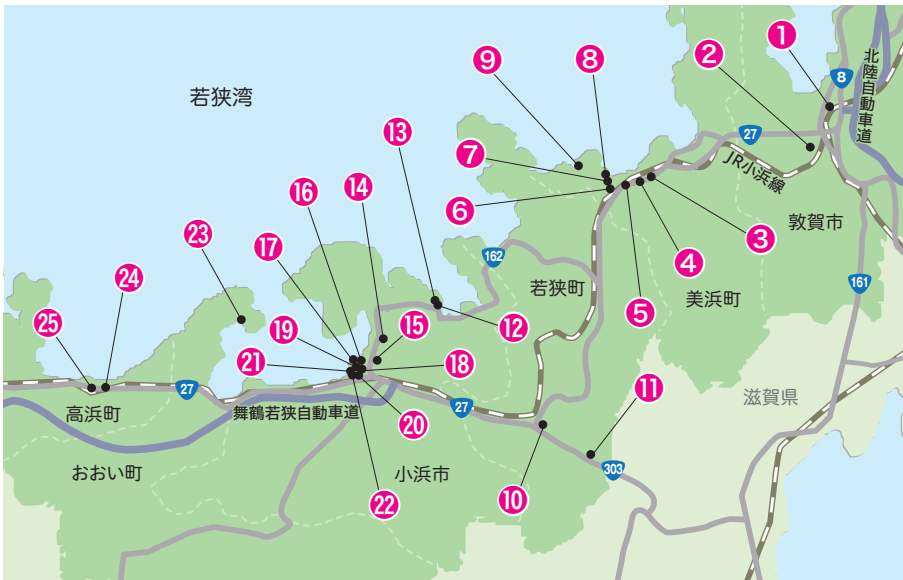 ①
②
北陸自動車道
8
⑨
⑧
若狭湾
⑬
27
⑦
JR小浜線
⑯
⑭
⑥
敦賀市
⑰
㉓
162
③
㉔
若狭町
④
161
㉕
⑲
⑮
⑫
美浜町
⑤
㉑
⑱
27
⑪
滋賀県
高浜町
舞鶴若狭自動車道
⑳
27
おおい町
小浜市
303
㉒
⑩